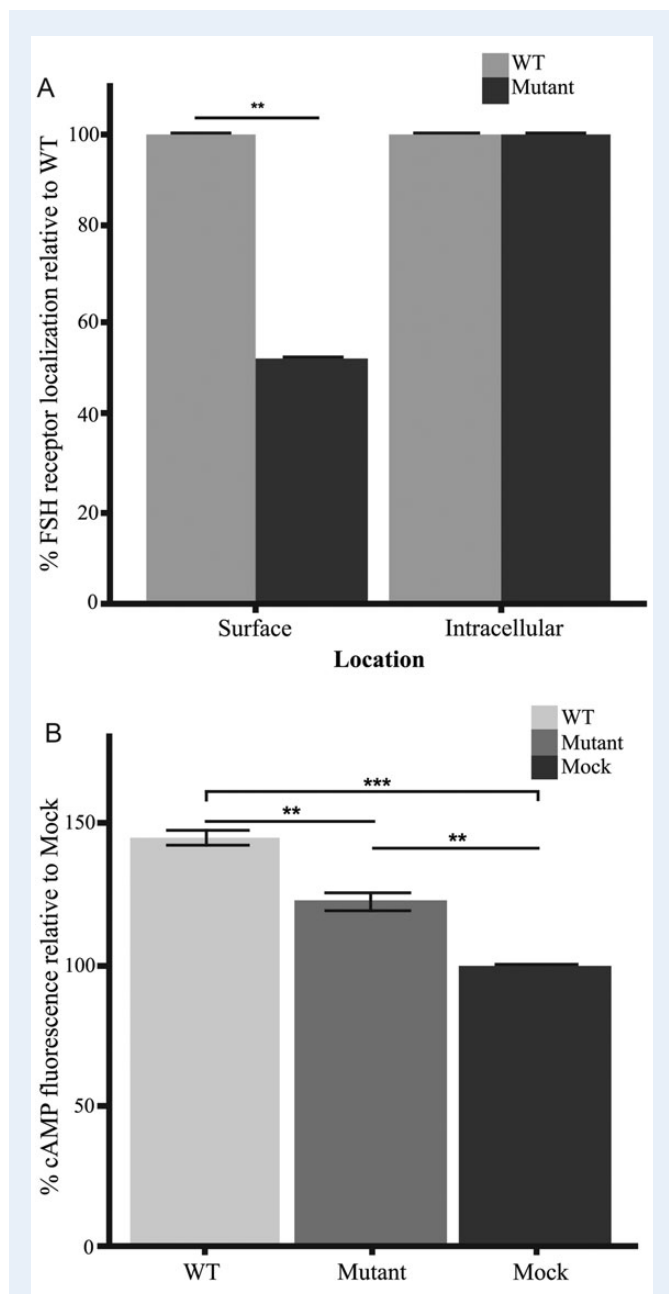 A
WT
Mutant
**
% FSH receptor localization relative to WT
100
80
60
40
20
0
Surface
Intracellular
Location
B
WT
Mutant
Mock
***
**
**
% cAMP fluorescence relative to Mock
150
100
50
0
WT
Mutant
Mock